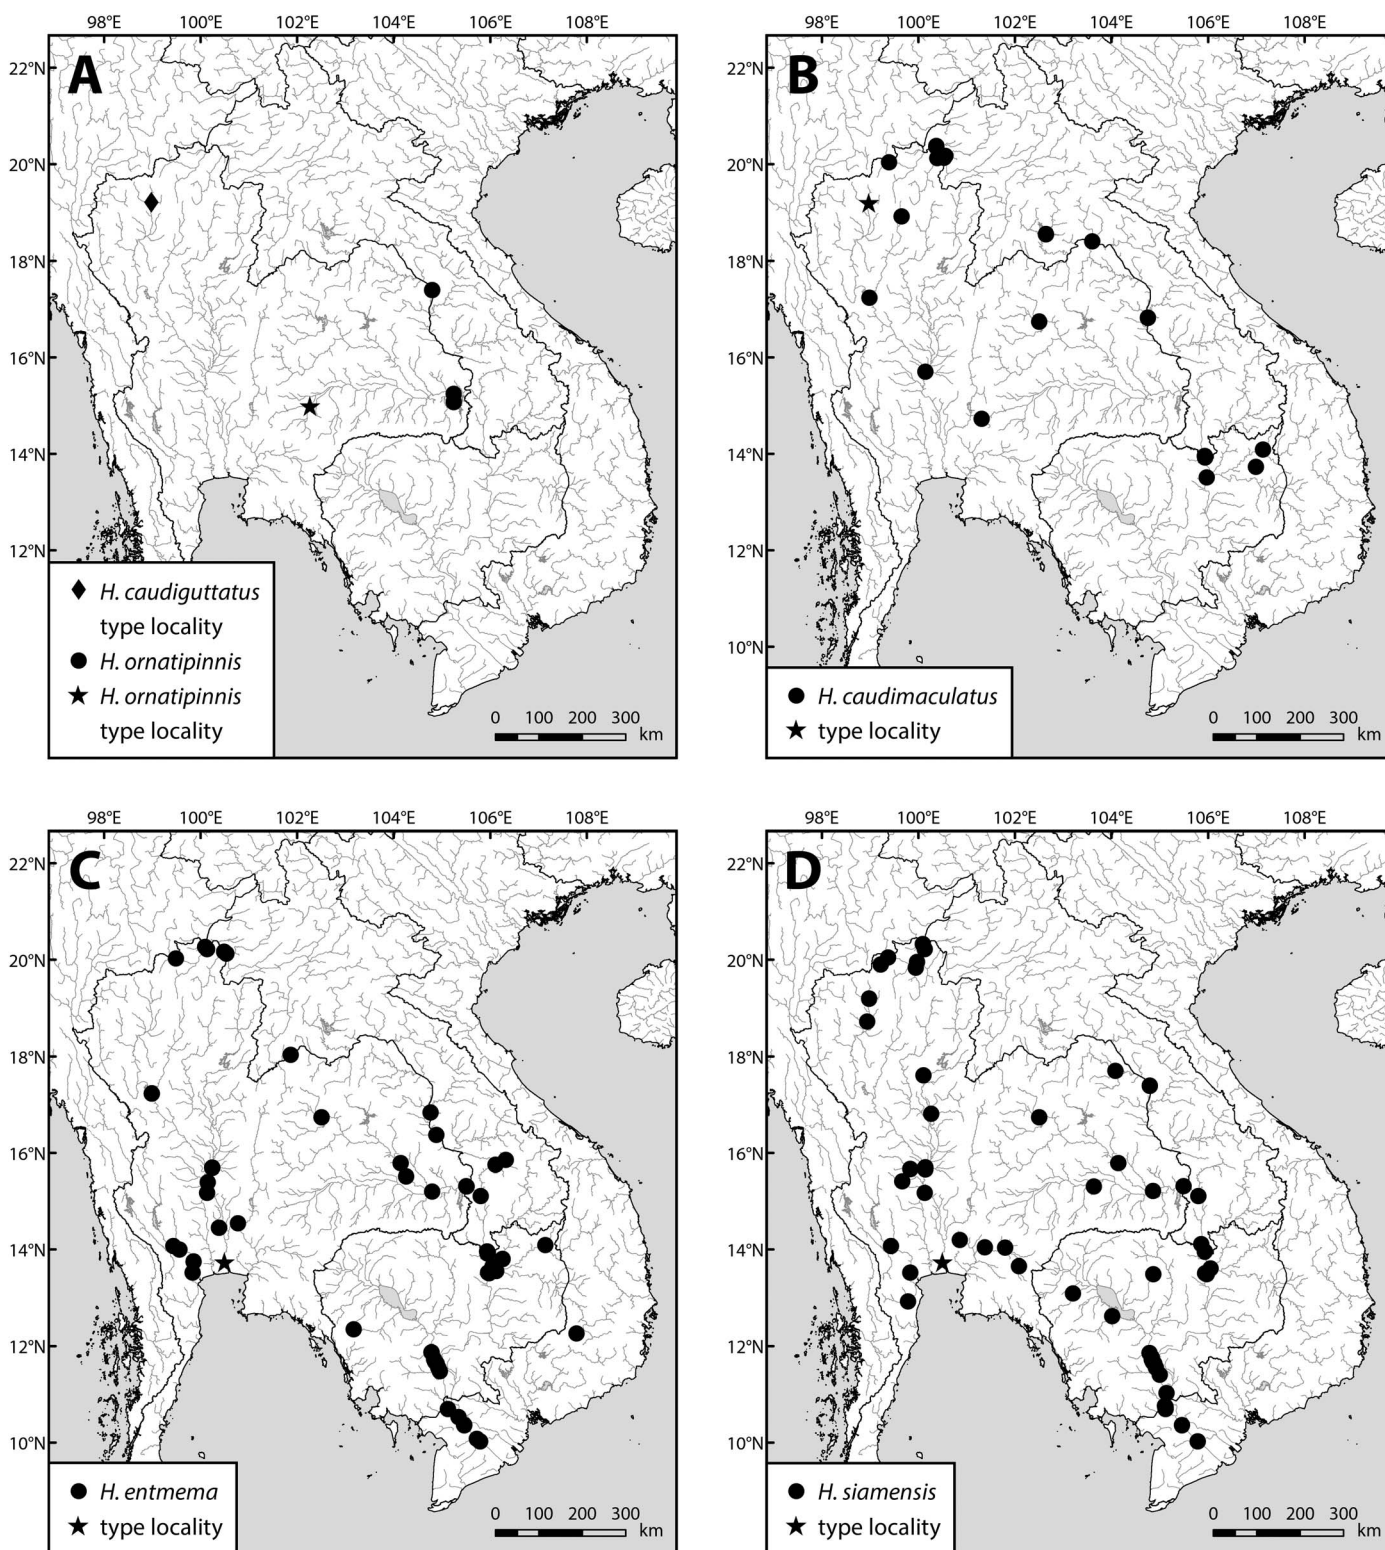 98°E 100°E 102°E 104°E 106°E 108°E
A
22°N
20°N
18°N
16°N
14°N
12°N
H. caudiguttatus
type locality
H. ornatipinnis
H. ornatipinnis
type locality
0 100 200 300
km
98°E 100°E 102°E 104°E 106°E 108°E
B
22°N
20°N
18°N
16°N
14°N
12°N
10°N
H. caudimaculatus
type locality
0 100 200 300
km
98°E 100°E 102°E 104°E 106°E 108°E
C
22°N
20°N
18°N
16°N
14°N
12°N
10°N
H. entmema
type locality
0 100 200 300
km
98°E 100°E 102°E 104°E 106°E 108°E
D
22°N
20°N
18°N
16°N
14°N
12°N
10°N
H. siamensis
type locality
0 100 200 300
km